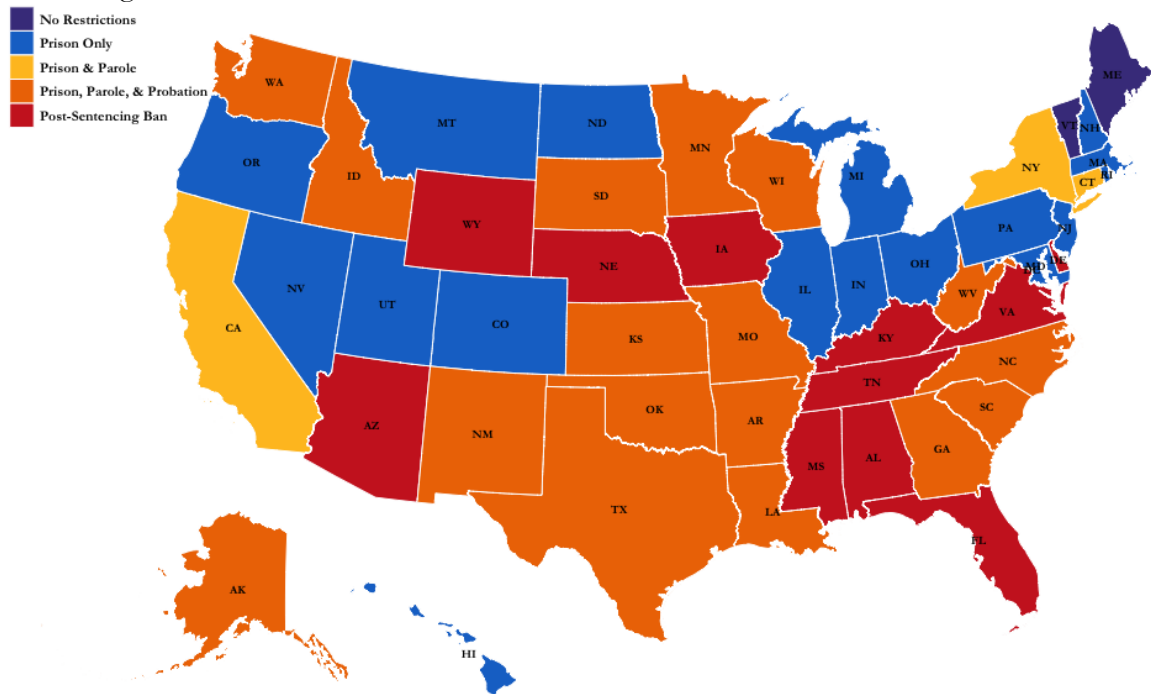 No Restrictions
Prison Only
Prison & Parole
Prison, Parole, & Probation
Post-Sentencing Ban
WA
ME
MT
ND
VT
NH
MN
OR
MA
RI
ID
WI
MI
NY
CT
SD
WY
PA
NJ
IA
NE
OH
MD
DE
NV
IL
IN
WV
UT
VA
CO
CA
KY
KS
MO
NC
TN
OK
SC
AR
AZ
NM
GA
MS
AL
TX
LA
FL
AK
HI